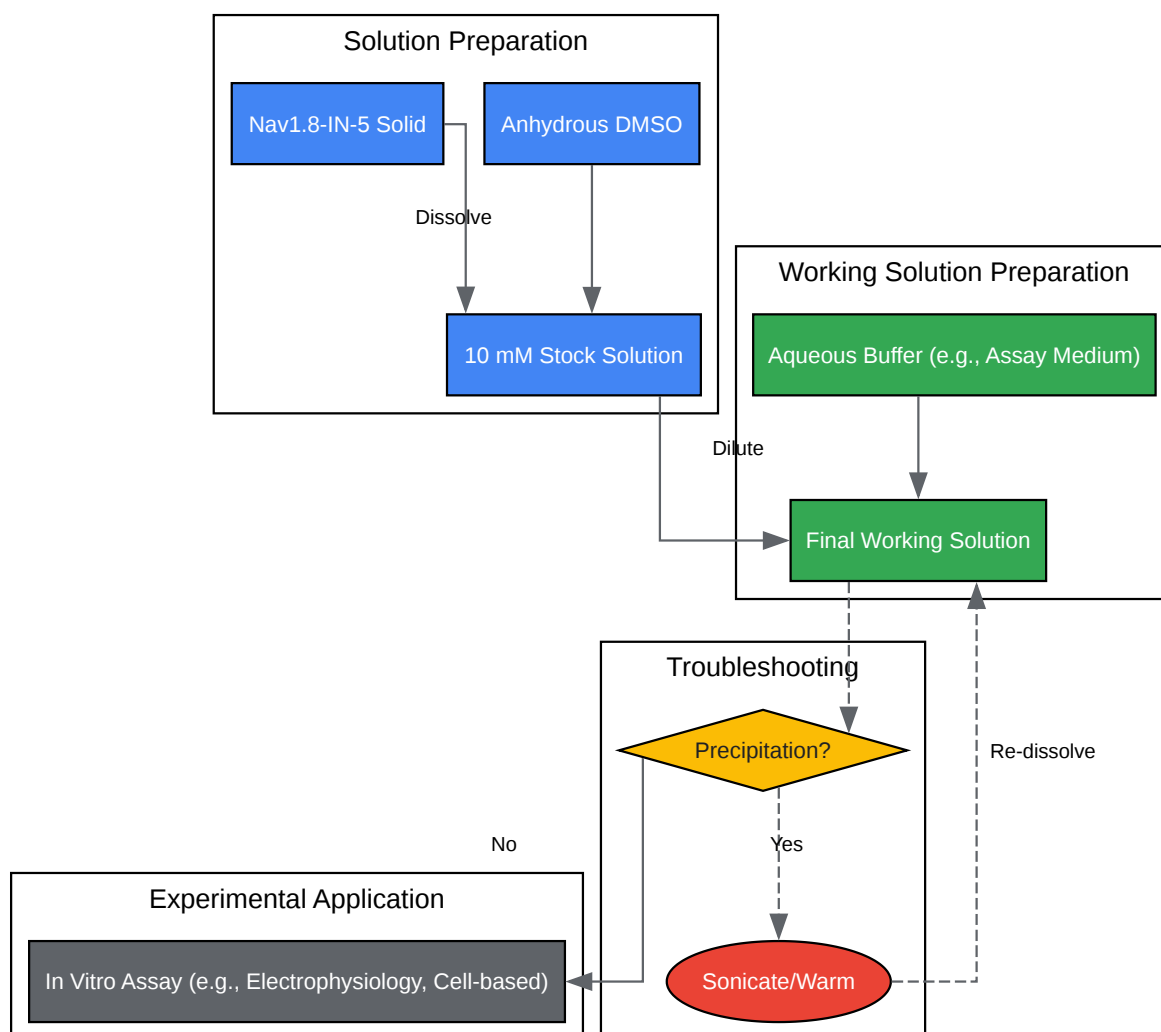 Solution Preparation
Nav1.8-IN-5 Solid
Anhydrous DMSO
Dissolve
10 mM Stock Solution
Working Solution Preparation
Aqueous Buffer (e.g., Assay Medium)
Dilute
Final Working Solution
Troubleshooting
Precipitation?
Re-dissolve
No
Yes
Experimental Application
In Vitro Assay (e.g., Electrophysiology, Cell-based)
Sonicate/Warm